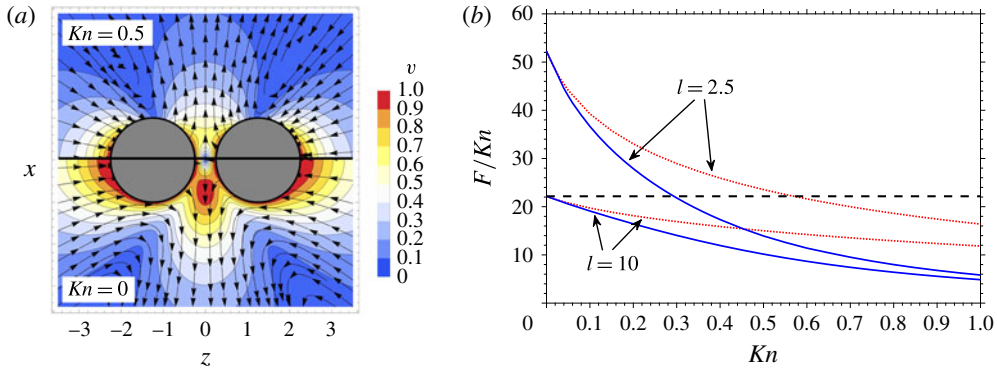 (a)
Kn = 0.5
Kn = 0
x
−3 −2 −1 0 1 2 3
z
v
1.0
0.9
0.8
0.7
0.6
0.5
0.4
0.3
0.2
0.1
0
(b)
60
50
40
30
20
10
F/Kn
l = 2.5
l = 10
0 0.1 0.2 0.3 0.4 0.5 0.6 0.7 0.8 0.9 1.0
Kn